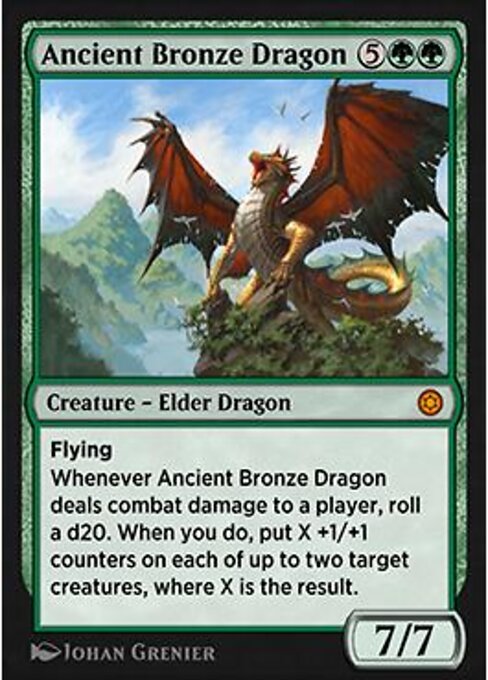 Ancient Bronze Dragon 5
Creature – Elder Dragon
Flying
Whenever Ancient Bronze Dragon
deals combat damage to a player, roll
a d20. When you do, put X +1/+1
counters on each of up to two target
creatures, where X is the result.
7/7
Johan Grenier